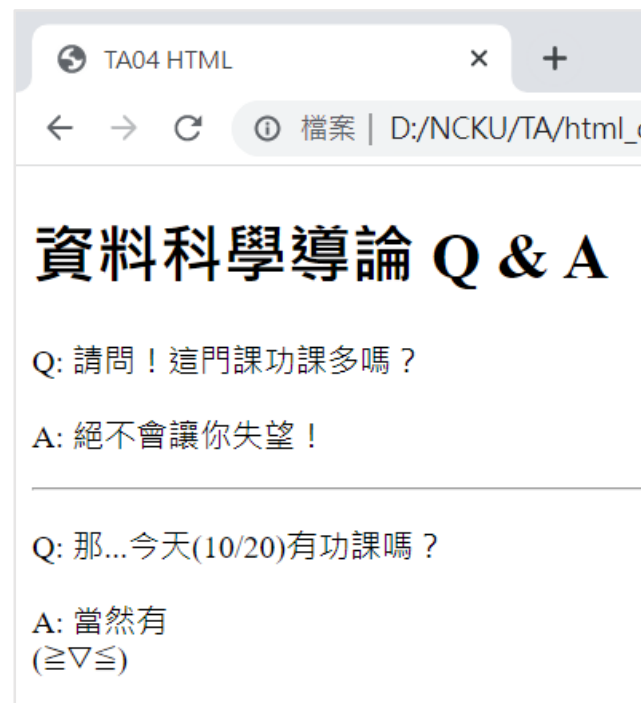 TA04 HTML
檔案 | D:/NCKU/TA/html_
資料科學導論 Q & A
Q: 請問！這門課功課多嗎？
A: 絕不會讓你失望！
Q: 那...今天(10/20)有功課嗎？
A: 當然有
(≧▽≦)